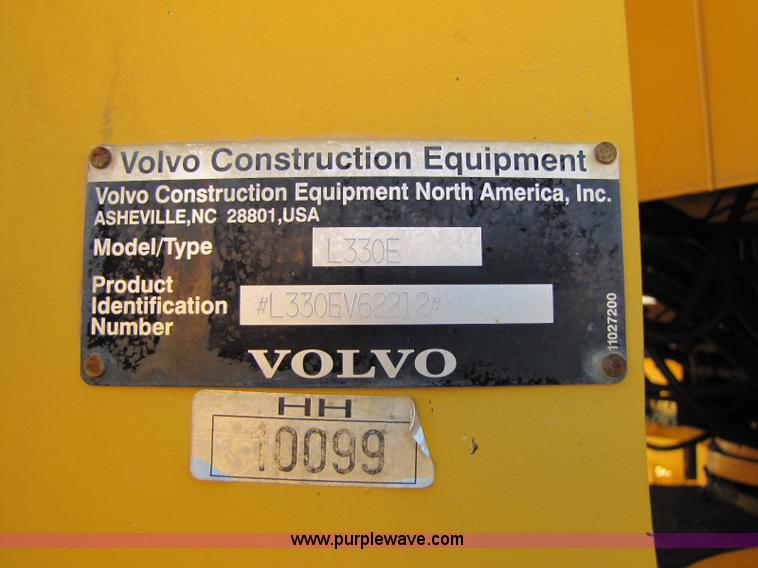 Volvo Construction Equipment
Volvo Construction Equipment North America, Inc.
ASHEVILLE,NC 28801,USA
Model/Type L330E
Product
Identification #L330EV62212#
Number
11027200
VOLVO
HH
10099
www.purplewave.com